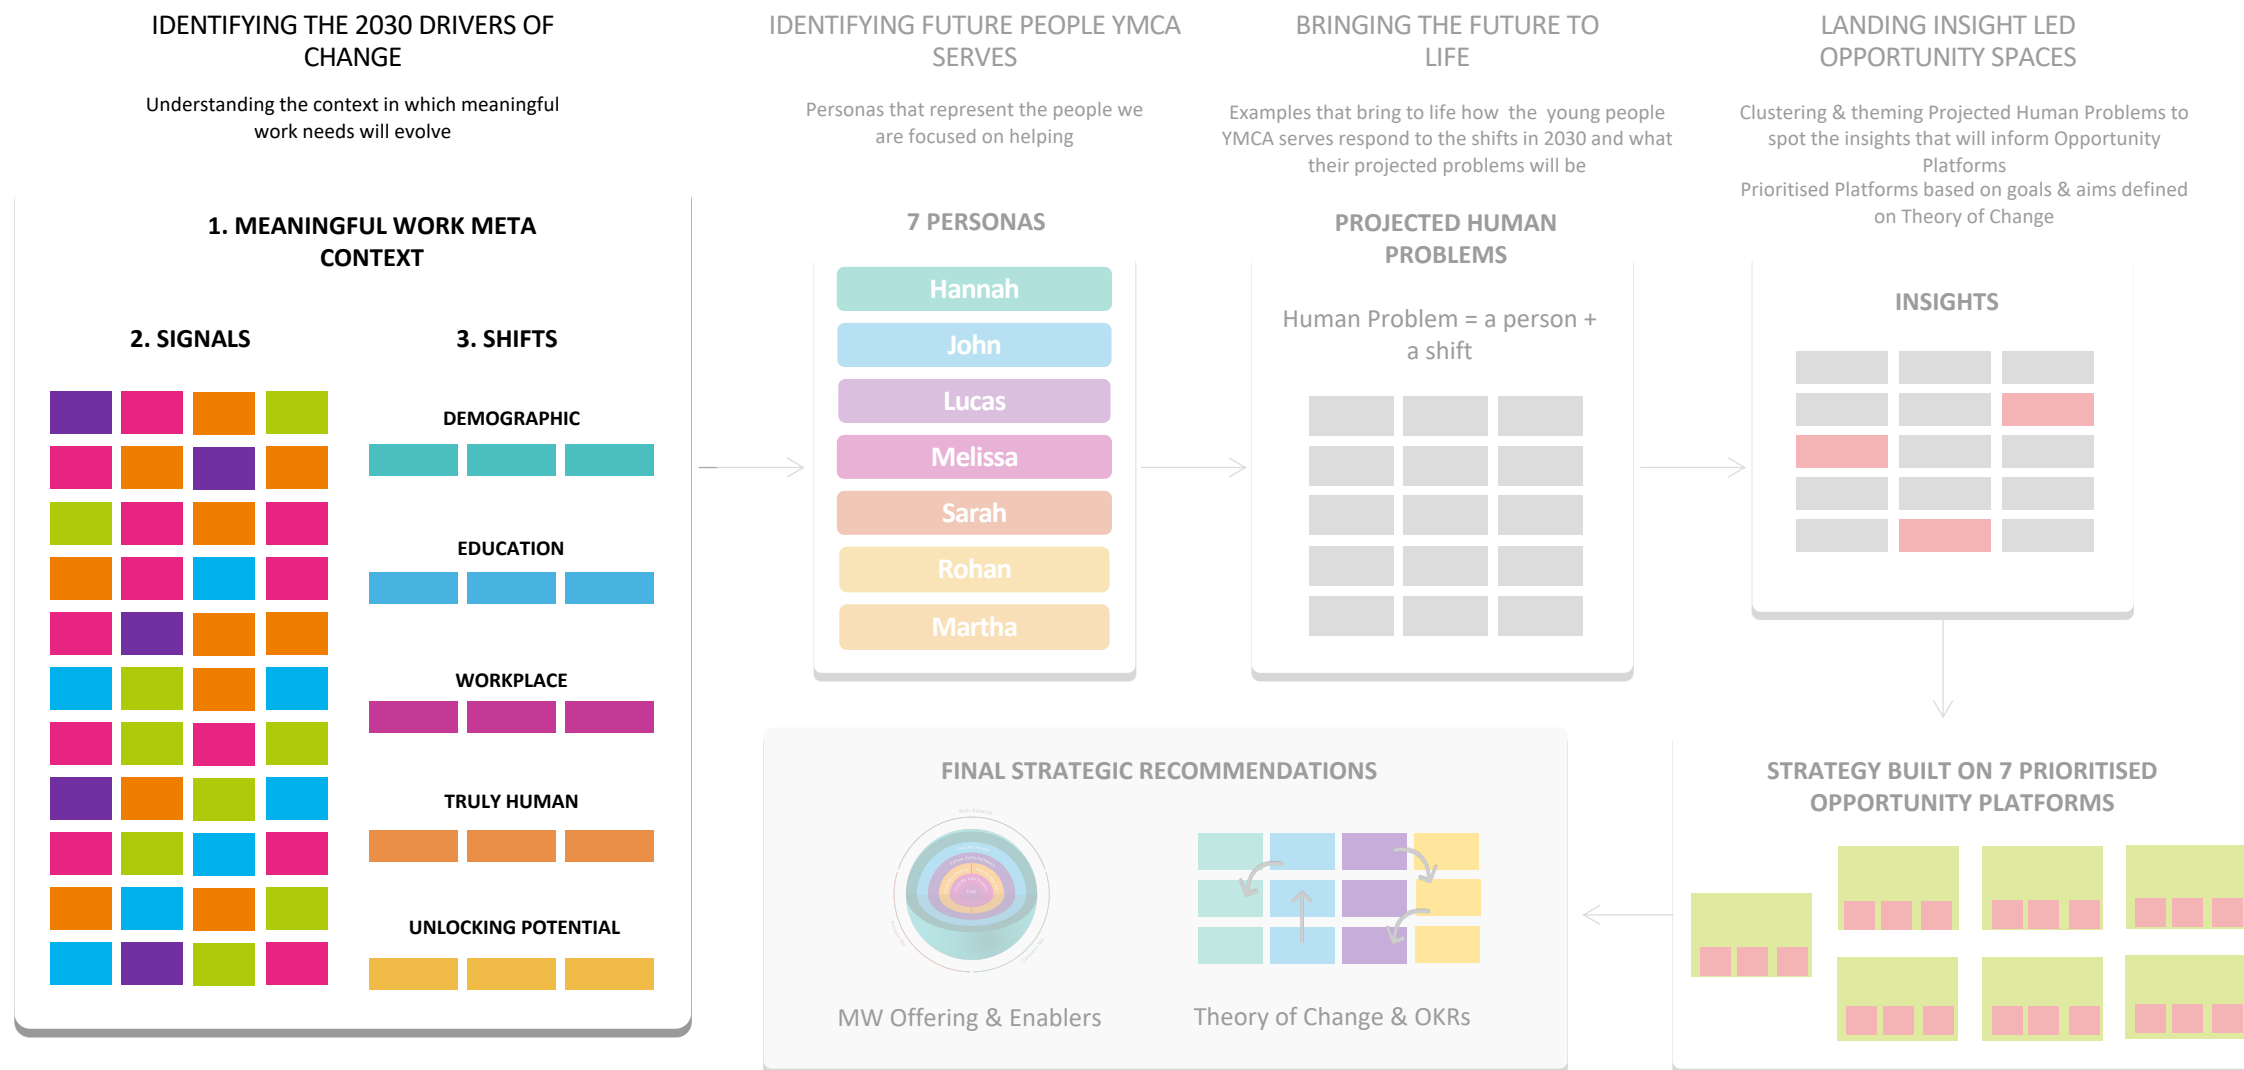 IDENTIFYING THE 2030 DRIVERS OF
CHANGE
Understanding the context in which meaningful
work needs will evolve
1. MEANINGFUL WORK META
CONTEXT
2. SIGNALS
3. SHIFTS
DEMOGRAPHIC
EDUCATION
WORKPLACE
TRULY HUMAN
UNLOCKING POTENTIAL
IDENTIFYING FUTURE PEOPLE YMCA
SERVES
Personas that represent the people we
are focused on helping
7 PERSONAS
Hannah
John
Lucas
Melissa
Sarah
Rohan
Martha
BRINGING THE FUTURE TO
LIFE
Examples that bring to life how the young people
YMCA serves respond to the shifts in 2030 and what
their projected problems will be
PROJECTED HUMAN
PROBLEMS
Human Problem = a person +
a shift
LANDING INSIGHT LED
OPPORTUNITY SPACES
Clustering & theming Projected Human Problems to
spot the insights that will inform Opportunity
Platforms
Prioritised Platforms based on goals & aims defined
on Theory of Change
INSIGHTS
STRATEGY BUILT ON 7 PRIORITISED
OPPORTUNITY PLATFORMS
FINAL STRATEGIC RECOMMENDATIONS
MW Offering & Enablers
Theory of Change & OKRs